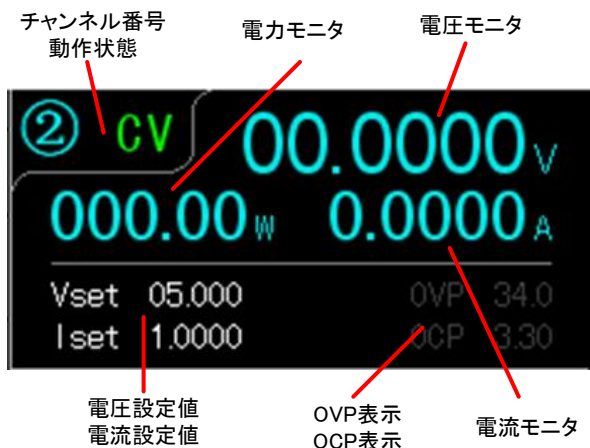 チャンネル番号
動作状態
電力モニタ
電圧モニタ
② CV
00.0000 V
000.00 W
0.0000 A
Vset 05.000
OVP 34.0
Iset 1.0000
OCP 3.30
電圧設定値
電流設定値
OVP表示
OCP表示
電流モニタ